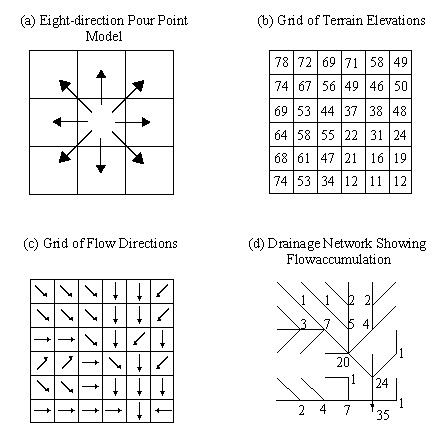 (a) Eight-direction Pour Point
Model
(b) Grid of Terrain Elevations
78 72 69 71 58 49
74 67 56 49 46 50
69 53 44 37 38 48
64 58 55 22 31 24
68 61 47 21 16 19
74 53 34 12 11 12
(c) Grid of Flow Directions
(d) Drainage Network Showing
Flowaccumulation
1 1 2 2
3 7 5 4
20 1
1 24
2 4 7 35 1